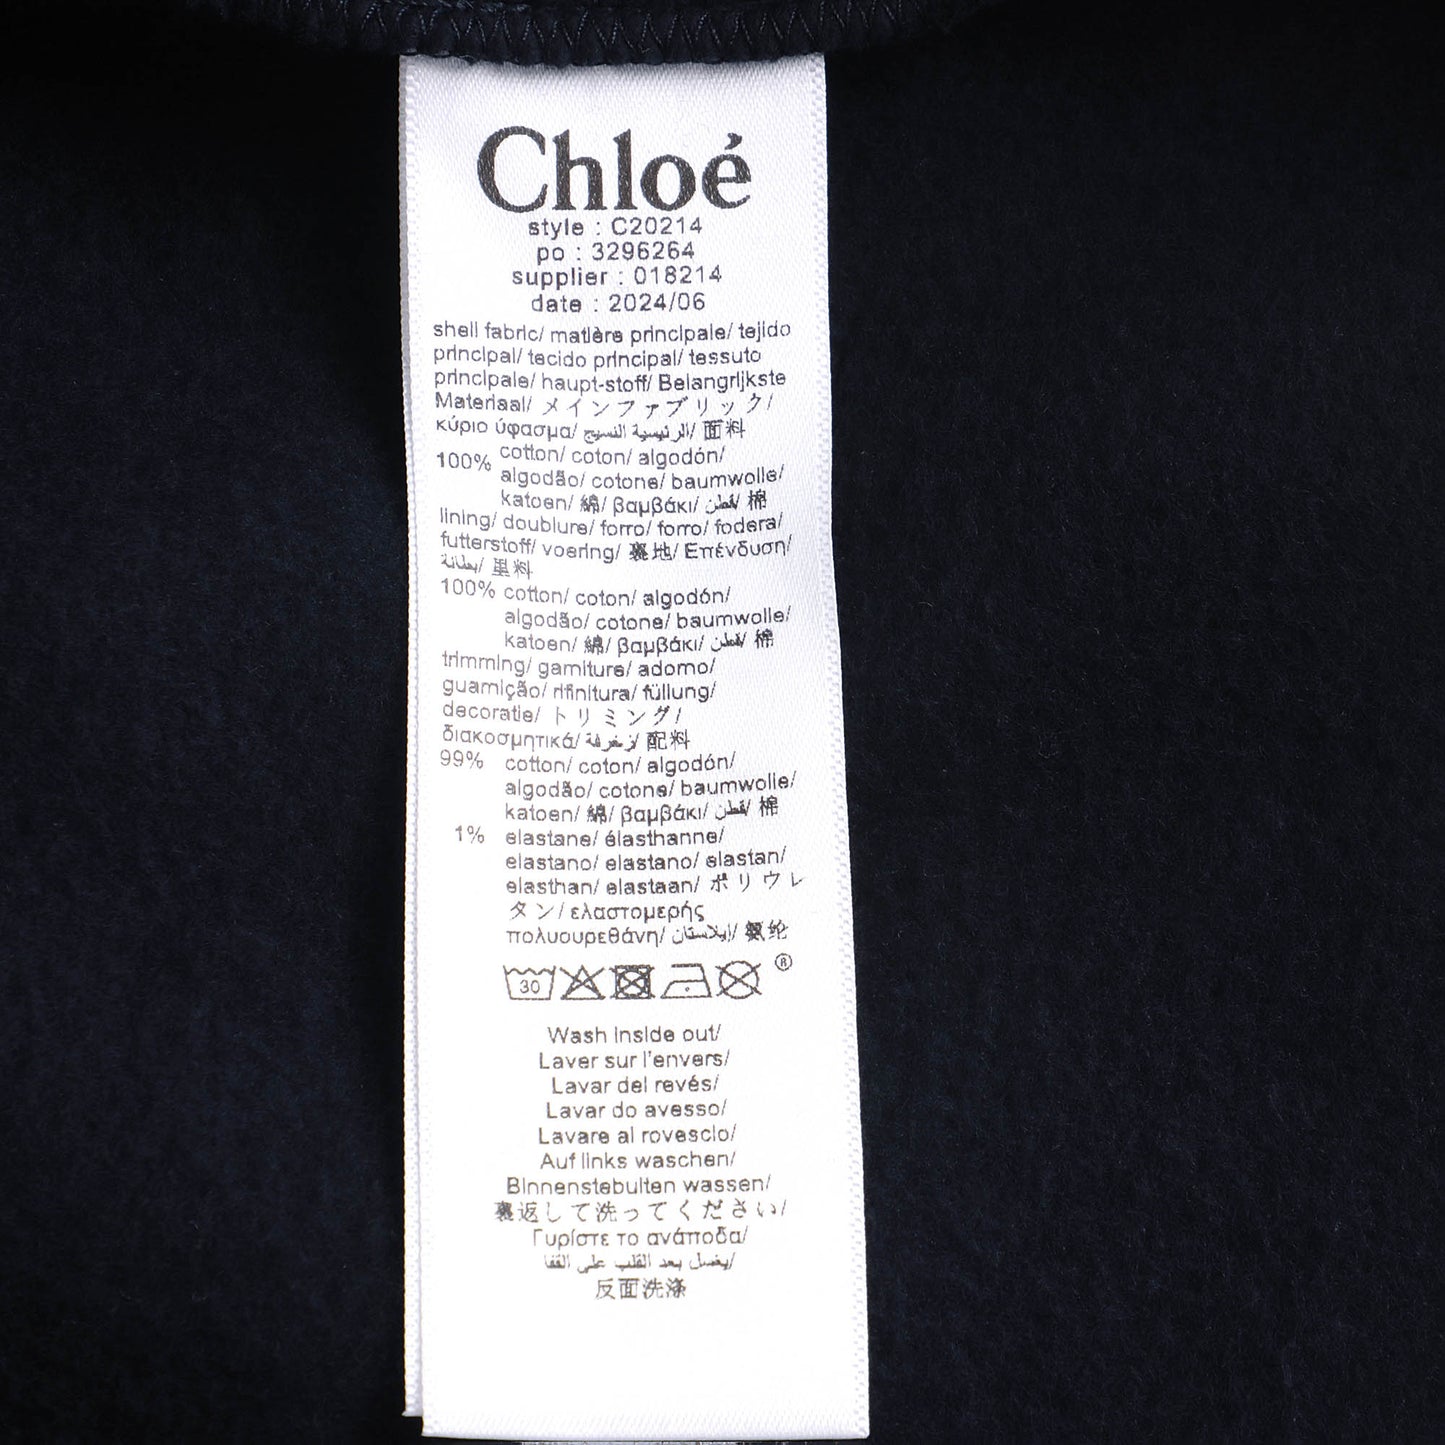 Chloé
style : C20214
po : 3296264
supplier : 018214
date : 2024/06
shell fabric/ matière principale/ tejido
principal/ tecido principal/ tessuto
principale/ haupt-stoff/ Belangrijkste
Materiaal/ メインファブリック/
κύριο ύφασμα/ الرئيسية النسيج/ 面料
100% cotton/ coton/ algodón/
algodão/ cotone/ baumwolle/
katoen/ 綿/ βαμβάκι/ قطن/ 棉
lining/ doublure/ forro/ forro/ fodera/
futterstoff/ voering/ 裏地/ Επένδυση/
بطانة/ 里料
100% cotton/ coton/ algodón/
algodão/ cotone/ baumwolle/
katoen/ 綿/ βαμβάκι/ قطن/ 棉
trimming/ garniture/ adorno/
guarnição/ rifinitura/ füllung/
decoratie/ トリミング/
διακοσμητικά/ زخرفة/ 配料
99% cotton/ coton/ algodón/
algodão/ cotone/ baumwolle/
katoen/ 綿/ βαμβάκι/ قطن/ 棉
1% elastane/ élasthanne/
elastano/ elastano/ elastan/
elasthan/ elastaan/ ポリウレ
タン/ ελαστομερής
πολυουρεθάνη/ إيلاستان/ 氨纶
30 ®
Wash inside out/
Laver sur l'envers/
Lavar del revés/
Lavar do avesso/
Lavare al rovescio/
Auf links waschen/
Binnenstebuiten wassen/
裏返して洗ってください/
Γυρίστε το ανάποδα/
يغسل بعد القلب على القفا/
反面洗涤